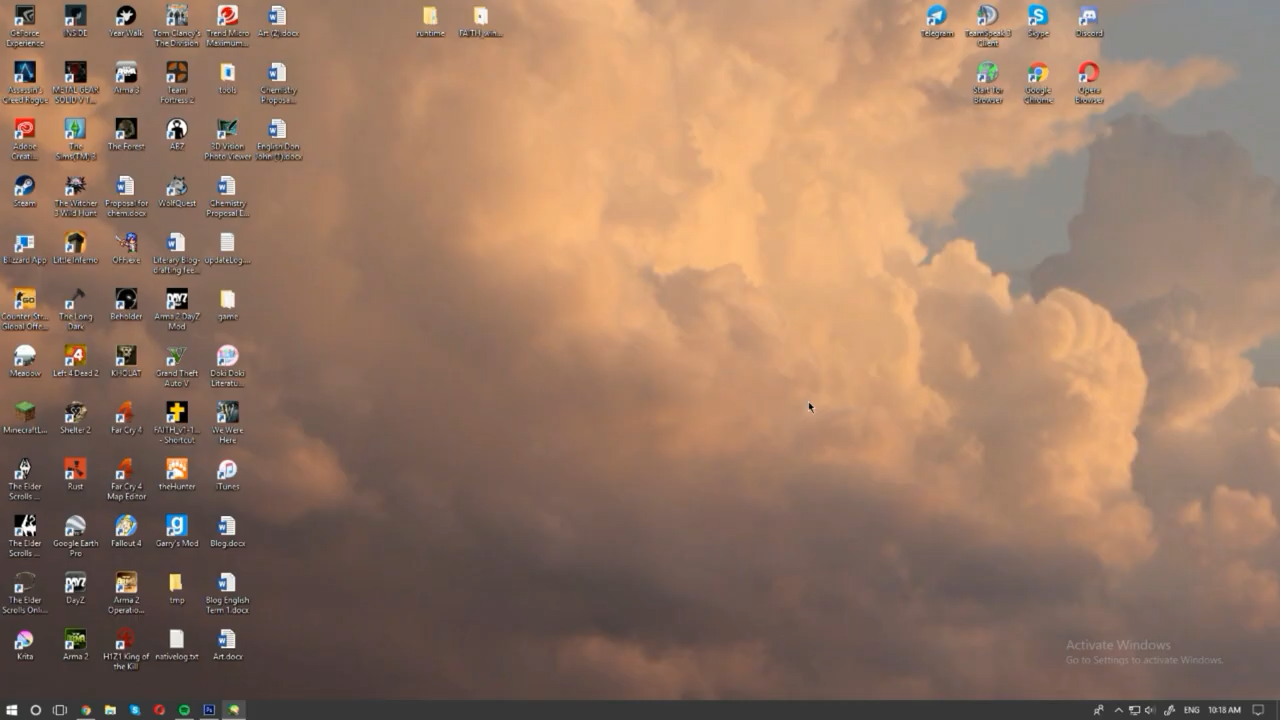 GeForce
Experience
INSIDE
Year Walk
Tom Clancy's
The Division
Trend Micro
Maximum...
Art (2).docx
runtime
FAITH_win...
Telegram
TeamSpeak 3
Client
Skype
Discord
Assassin's
Creed Rogue
METAL GEAR
SOLID V T...
Arma 3
Team
Fortress 2
tools
Chemistry
Proposa...
Start Tor
Browser
Google
Chrome
Opera
Browser
Adobe
Creati...
The
Sims(TM) 3
The Forest
ABZ
3D Vision
Photo Viewer
English Don
John (1).docx
Steam
The Witcher
3 Wild Hunt
Proposal for
chem.docx
WolfQuest
Chemistry
Proposal E...
Blizzard App
Little Inferno
OFF.exe
Literary Blog-
drafting fee...
updateLog....
Counter-Str...
Global Offe...
The Long
Dark
Beholder
Arma 2 DayZ
Mod
game
Meadow
Left 4 Dead 2
KHOLAT
Grand Theft
Auto V
Doki Doki
Literatu...
MinecraftL...
Shelter 2
Far Cry 4
FAITH_v1-1...
- Shortcut
We Were
Here
The Elder
Scrolls ...
Rust
Far Cry 4
Map Editor
theHunter
iTunes
The Elder
Scrolls ...
Google Earth
Pro
Fallout 4
Garry's Mod
Blog.docx
The Elder
Scrolls Onli...
DayZ
Arma 2
Operatio...
tmp
Blog English
Term 1.docx
Krita
Arma 2
H1Z1 King of
the Kill
nativelog.txt
Art.docx
Activate Windows
Go to Settings to activate Windows.
ENG
10:18 AM